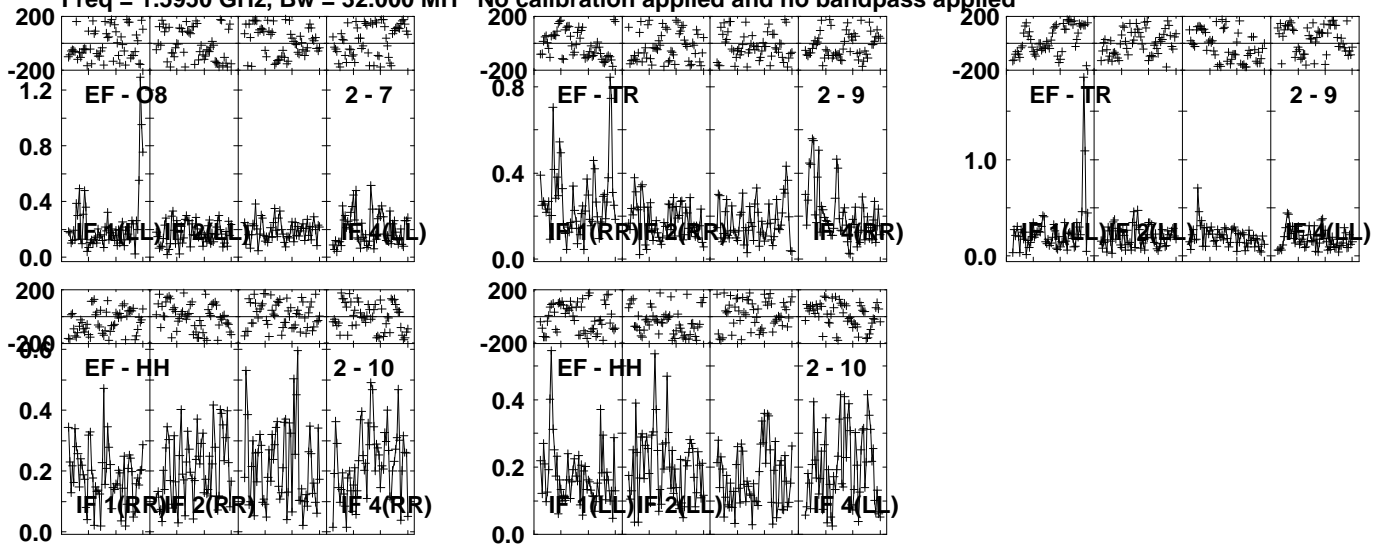 Freq = 1.5950 GHz, Bw = 32.000 MH No calibration applied and no bandpass applied
200 200 200
-200 -200 -200
EF - O8 2 - 7 EF - TR 2 - 9 EF - TR 2 - 9
1.2 0.8
0.8 1.0
0.4 0.4
IF 1(LL) IF 2(LL) IF 4(LL) IF 1(RR) IF 2(RR) IF 4(RR) IF 1(LL) IF 2(LL) IF 4(LL)
0.0 0.0 0.0
200 200
-200 -200
0.6
EF - HH 2 - 10 EF - HH 2 - 10
0.4 0.4
0.2 0.2
IF 1(RR) IF 2(RR) IF 4(RR) IF 1(LL) IF 2(LL) IF 4(LL)
0.0 0.0